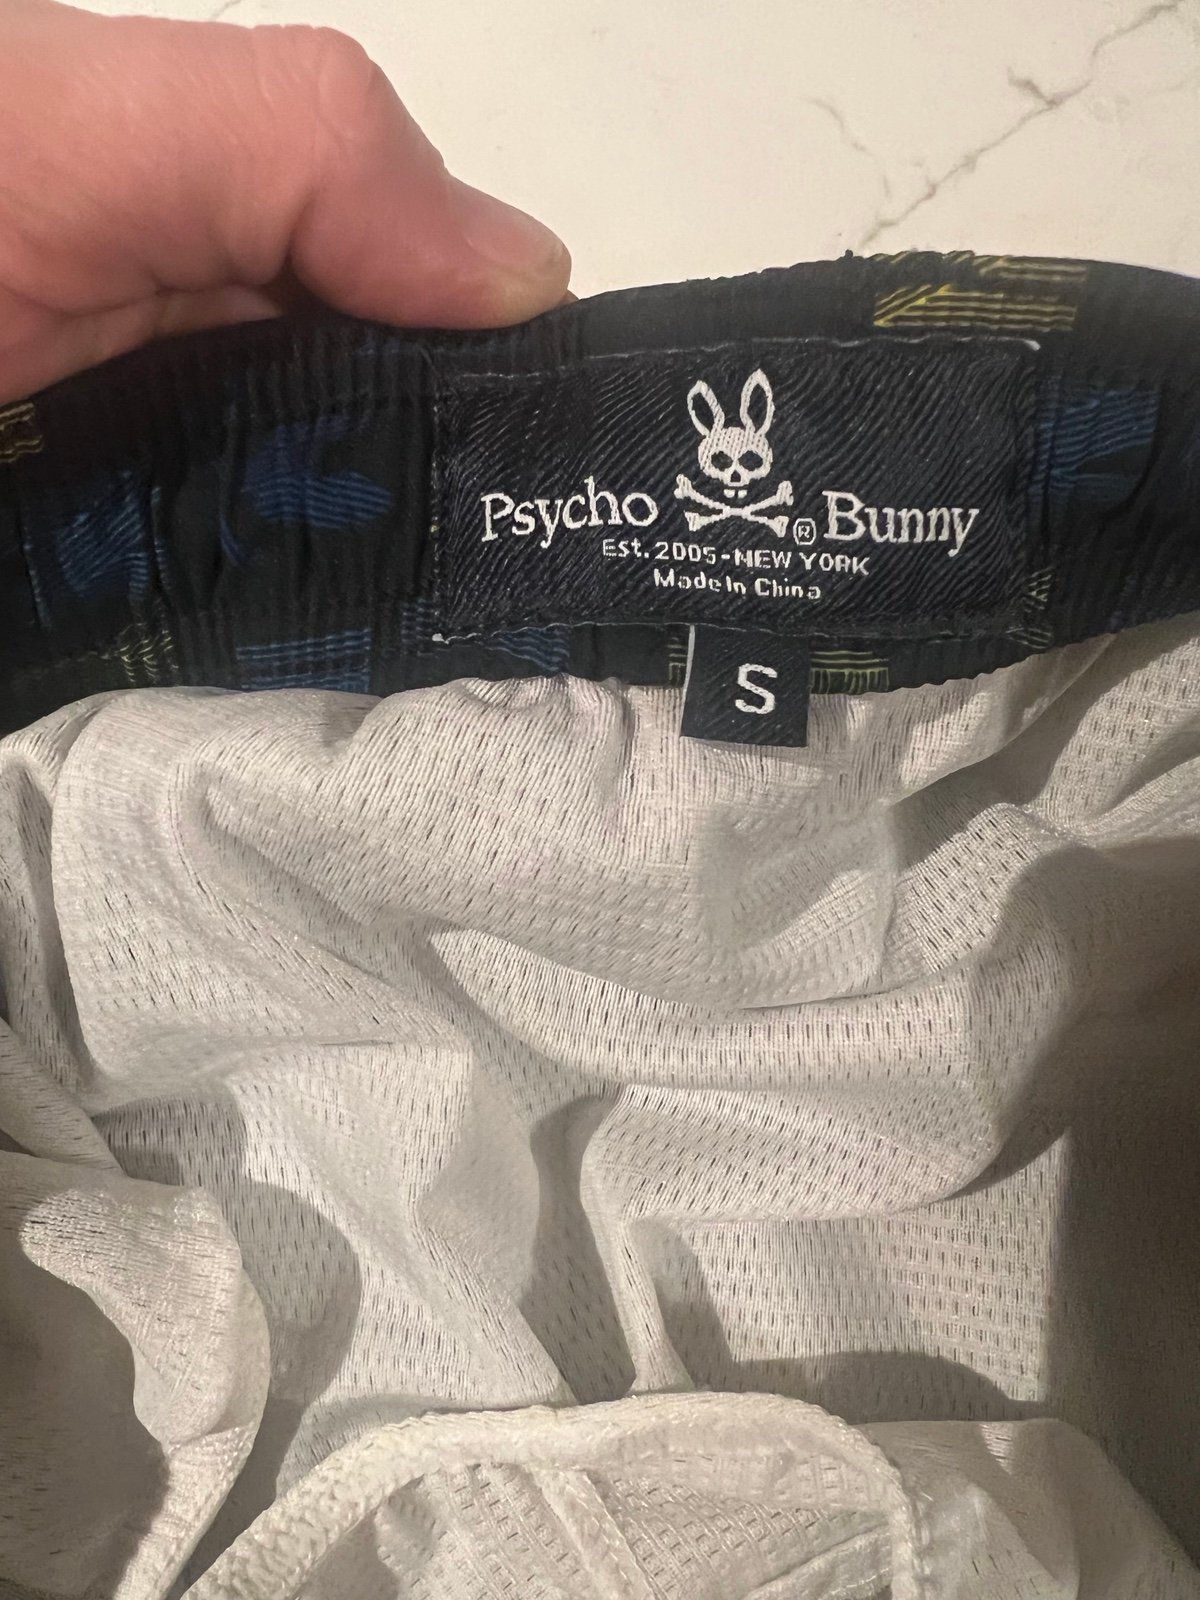 Psycho ® Bunny
Est. 2005-NEW YORK
Made In China
S